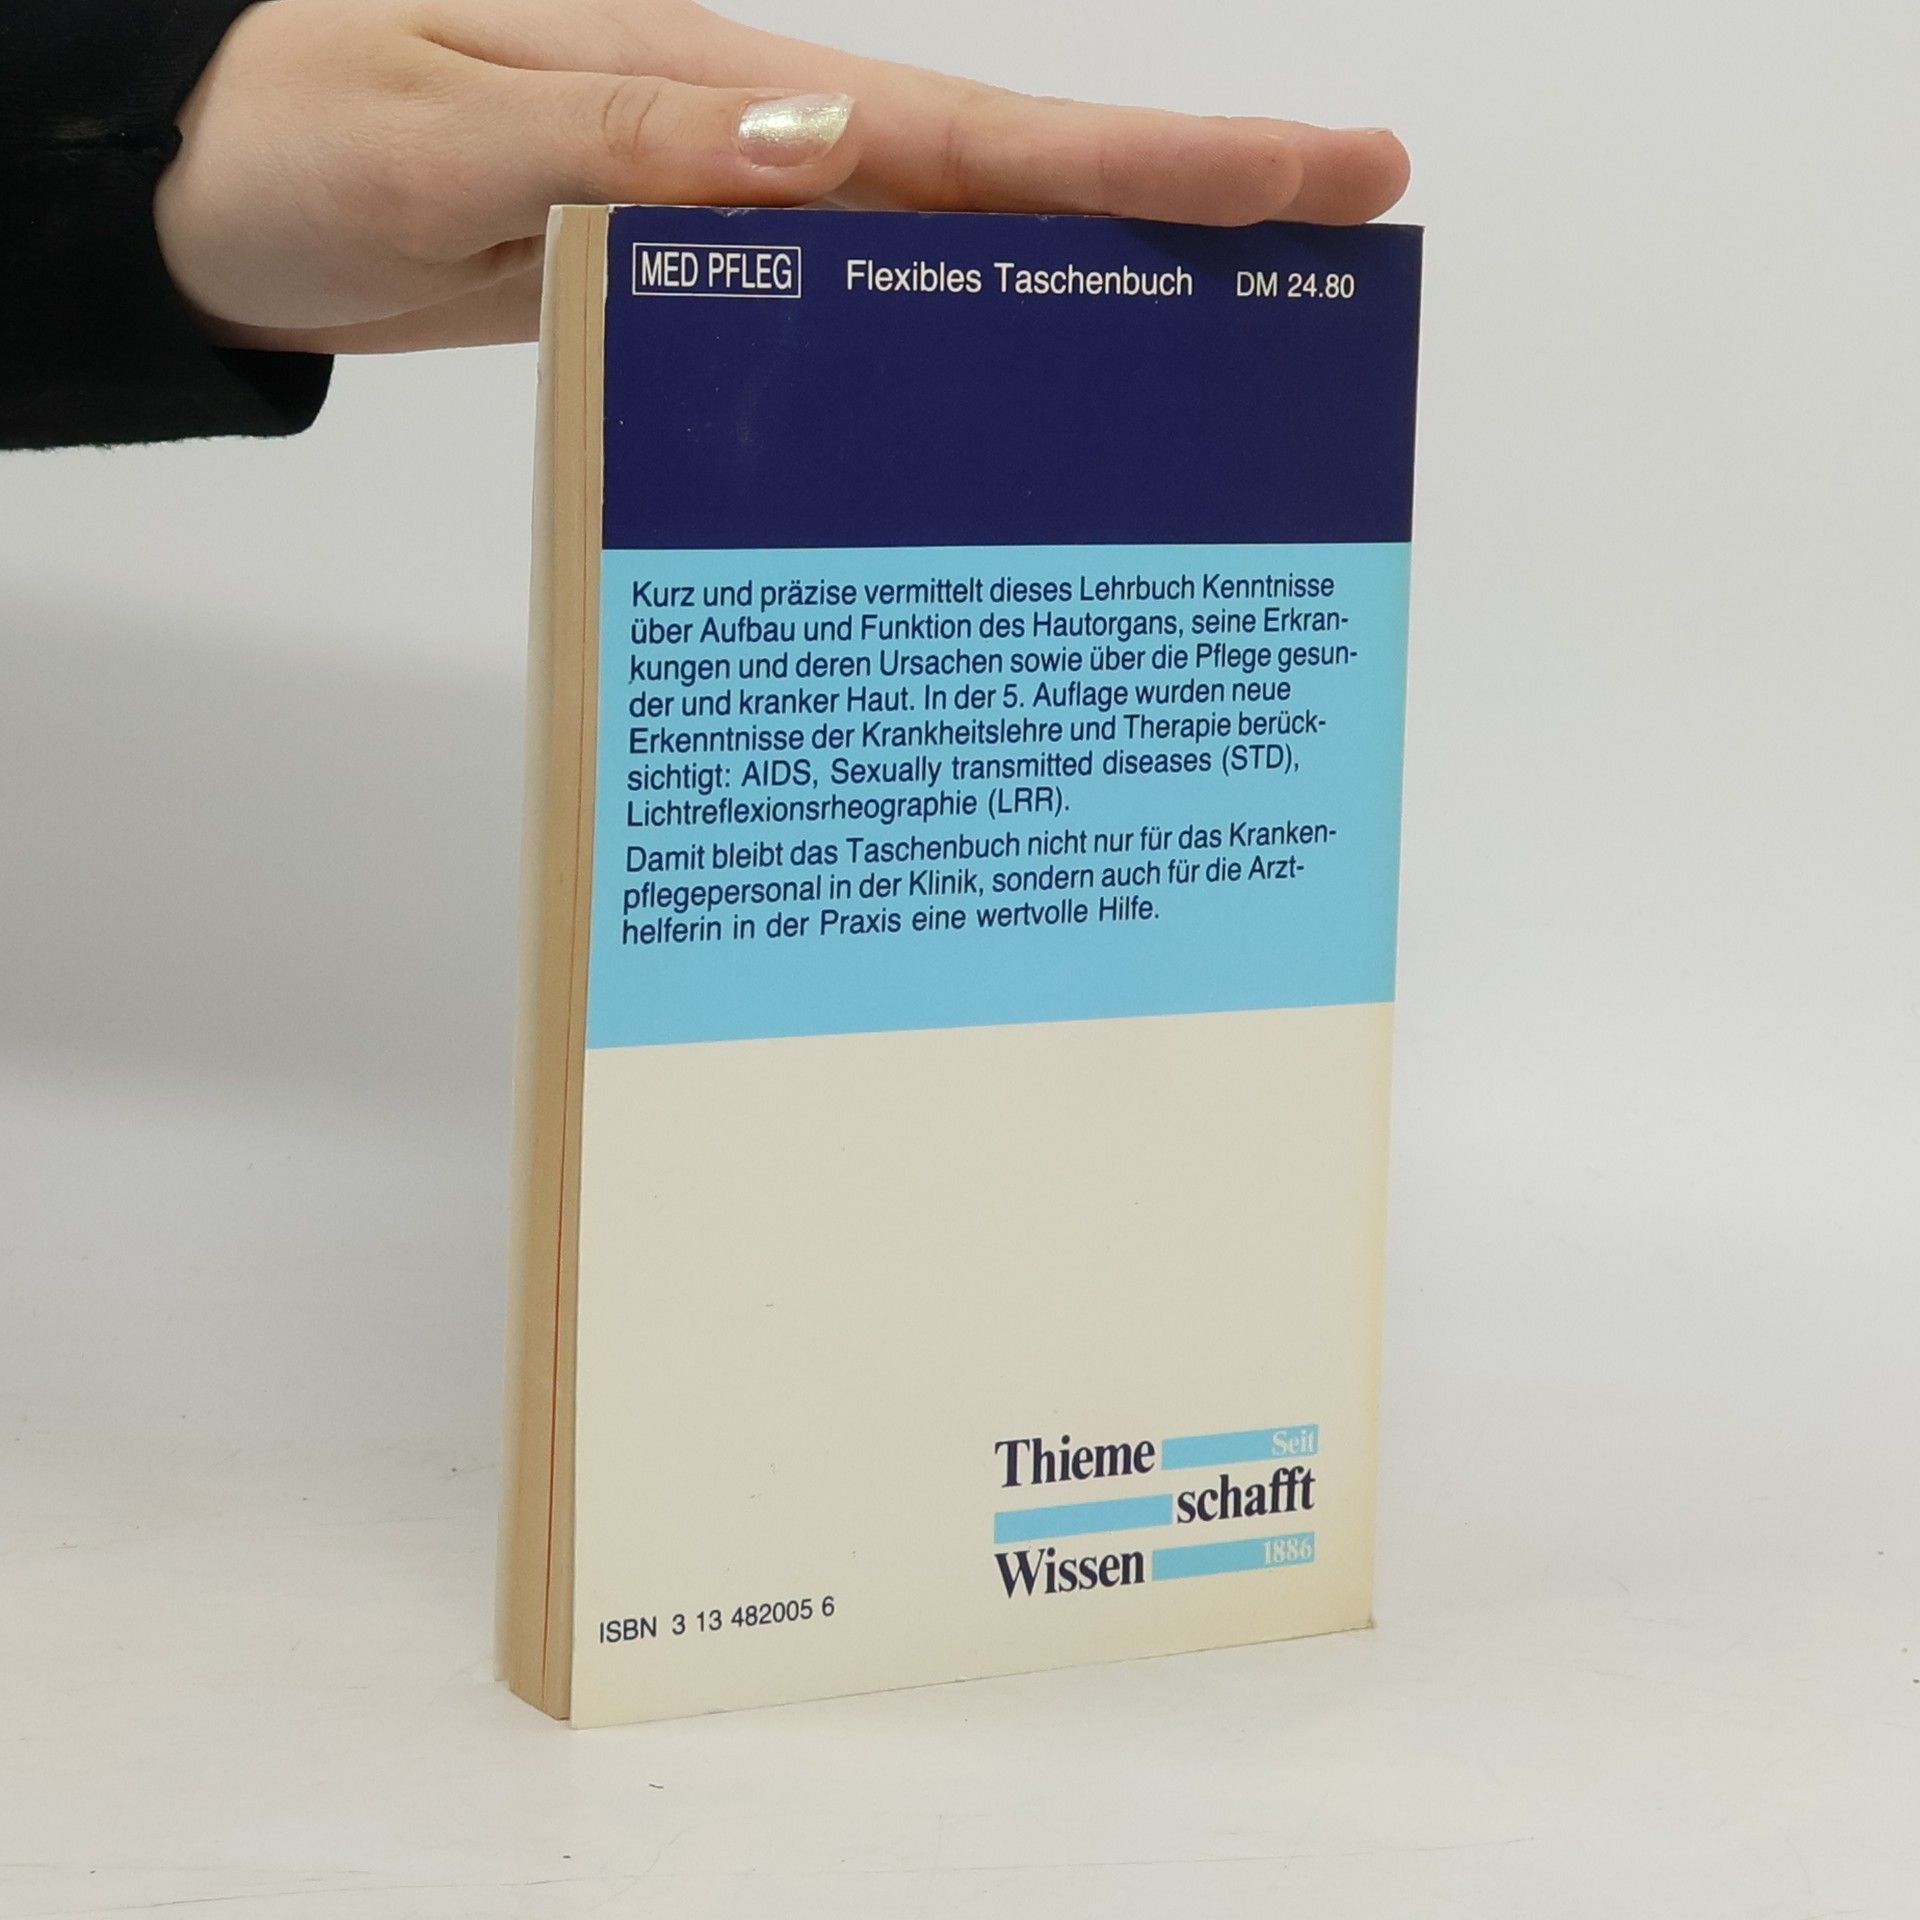 MED PFLEG Flexibles Taschenbuch DM 24.80
Kurz und präzise vermittelt dieses Lehrbuch Kenntnisse
über Aufbau und Funktion des Hautorgans, seine Erkran-
kungen und deren Ursachen sowie über die Pflege gesun-
der und kranker Haut. In der 5. Auflage wurden neue
Erkenntnisse der Krankheitslehre und Therapie berück-
sichtigt: AIDS, Sexually transmitted diseases (STD),
Lichtreflexionsrheographie (LRR).
Damit bleibt das Taschenbuch nicht nur für das Kranken-
pflegepersonal in der Klinik, sondern auch für die Arzt-
helferin in der Praxis eine wertvolle Hilfe.
Thieme Seit
schafft
Wissen 1886
ISBN 3 13 482005 6